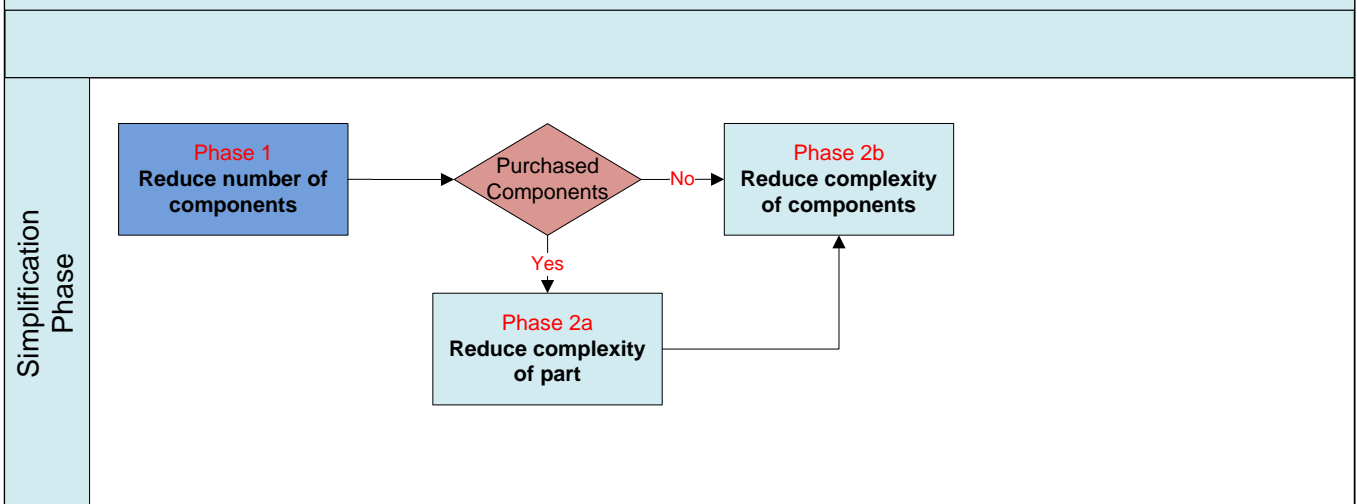 Simplification
Phase
Phase 1
Reduce number of
components
Purchased
Components
No
Phase 2b
Reduce complexity
of components
Yes
Phase 2a
Reduce complexity
of part